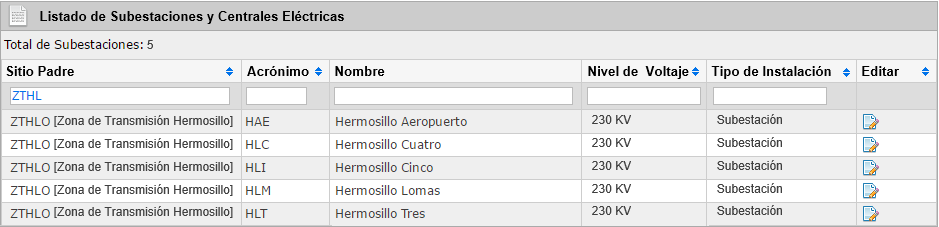 Listado de Subestaciones y Centrales Eléctricas
Total de Subestaciones: 5
Sitio Padre Acrónimo Nombre Nivel de Voltaje Tipo de Instalación Editar
ZTHL
ZTHLO [Zona de Transmisión Hermosillo] HAE Hermosillo Aeropuerto 230 KV Subestación
ZTHLO [Zona de Transmisión Hermosillo] HLC Hermosillo Cuatro 230 KV Subestación
ZTHLO [Zona de Transmisión Hermosillo] HLI Hermosillo Cinco 230 KV Subestación
ZTHLO [Zona de Transmisión Hermosillo] HLM Hermosillo Lomas 230 KV Subestación
ZTHLO [Zona de Transmisión Hermosillo] HLT Hermosillo Tres 230 KV Subestación